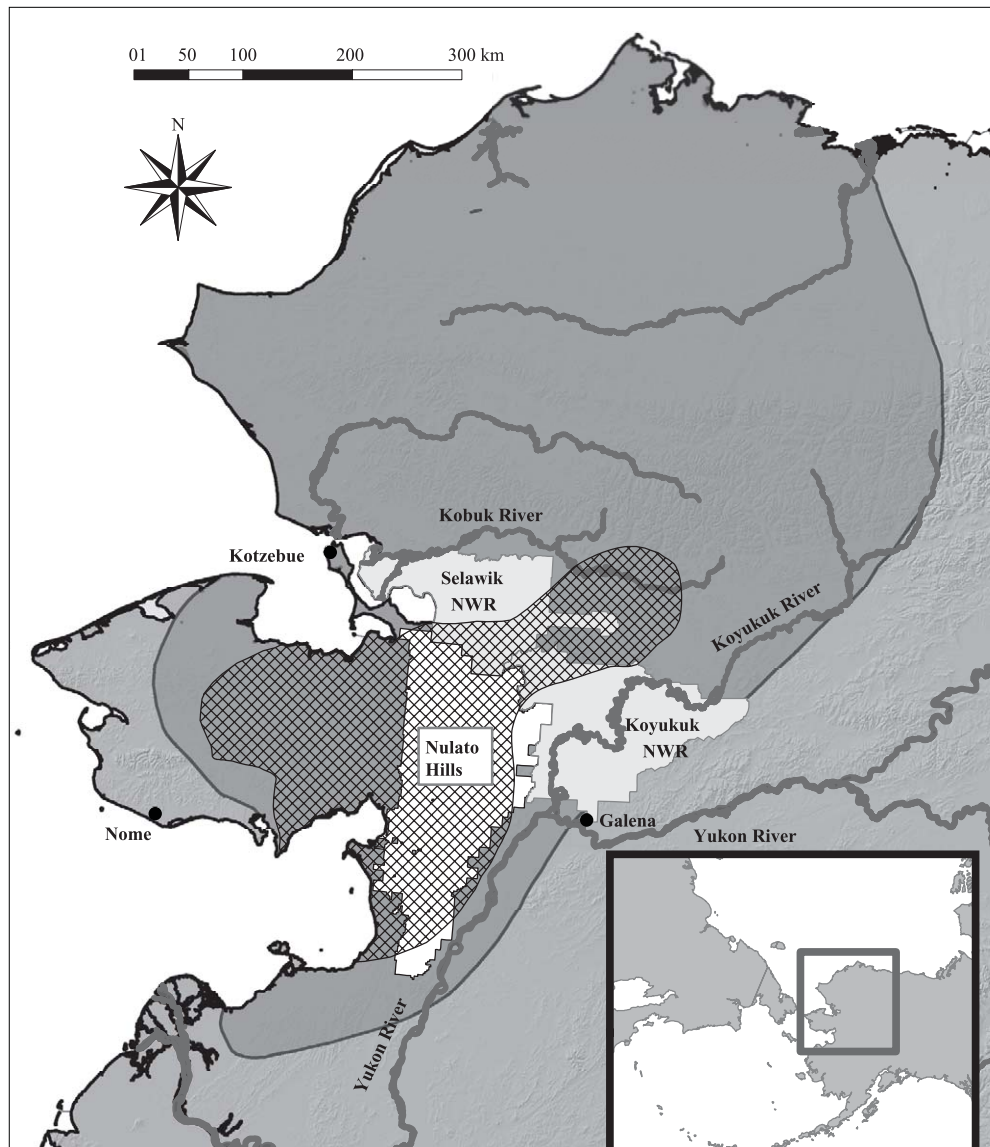 01 50 100 200 300 km
N
Kobuk River
Kotzebue
Selawik
NWR
Koyukuk River
Koyukuk
NWR
Nulato
Hills
Nome
Galena
Yukon River
Yukon River